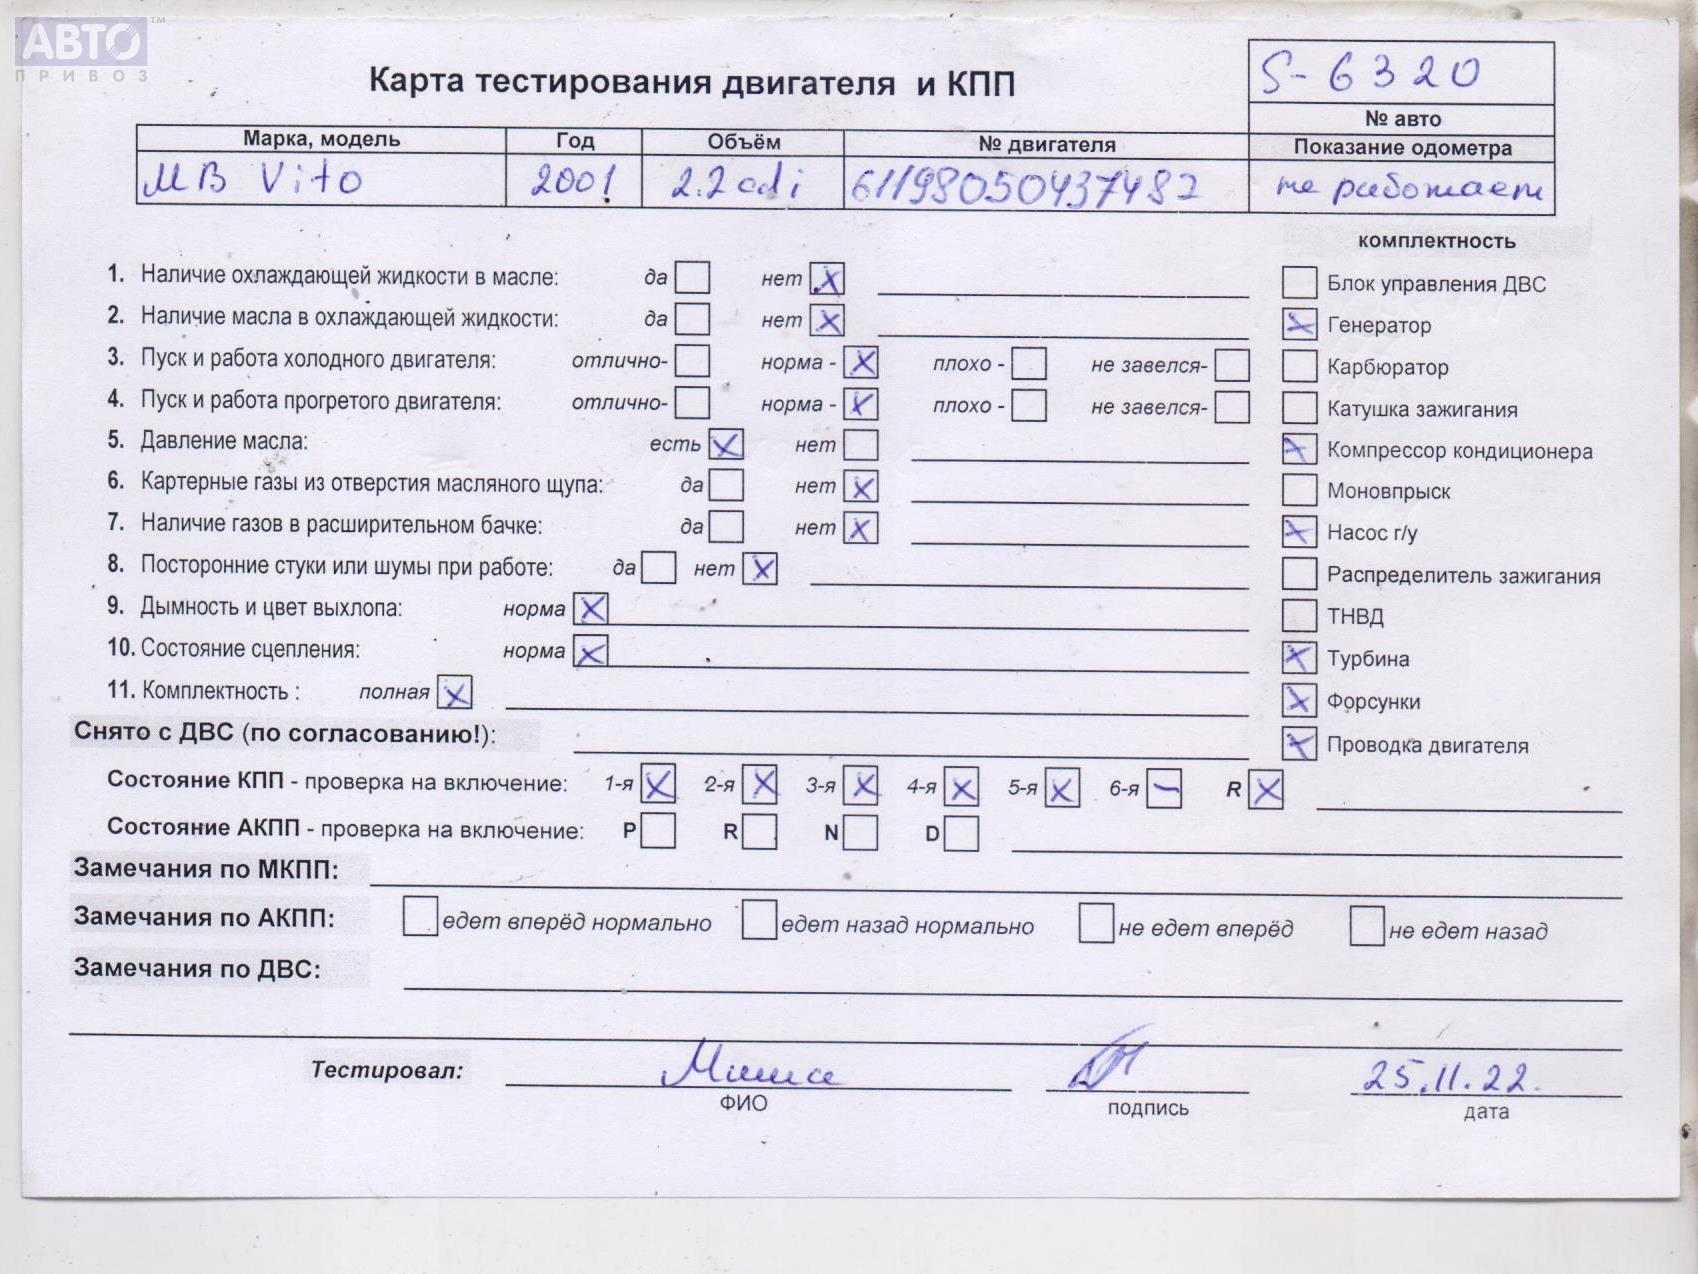 АВТО™
ПРИВОЗ
Карта тестирования двигателя и КПП
S-6320
№ авто
Марка, модель Год Объём № двигателя Показание одометра
MB Vito 2001 2.2 cdi 61198050437482 не работает
комплектность
1. Наличие охлаждающей жидкости в масле: да нет X
Блок управления ДВС
2. Наличие масла в охлаждающей жидкости: да нет X
X Генератор
3. Пуск и работа холодного двигателя: отлично- норма - X плохо - не завелся-
Карбюратор
4. Пуск и работа прогретого двигателя: отлично- норма - X плохо - не завелся-
Катушка зажигания
5. Давление масла: есть X нет
X Компрессор кондиционера
6. Картерные газы из отверстия масляного щупа: да нет X
Моновпрыск
7. Наличие газов в расширительном бачке: да нет X
X Насос г/у
8. Посторонние стуки или шумы при работе: да нет X
Распределитель зажигания
9. Дымность и цвет выхлопа: норма X
ТНВД
10. Состояние сцепления: норма X
X Турбина
11. Комплектность : полная X
X Форсунки
Снято с ДВС (по согласованию!):
X Проводка двигателя
Состояние КПП - проверка на включение: 1-я X 2-я X 3-я X 4-я X 5-я X 6-я – R X
Состояние АКПП - проверка на включение: P R N D
Замечания по МКПП:
Замечания по АКПП: едет вперёд нормально едет назад нормально не едет вперёд не едет назад
Замечания по ДВС:
Тестировал: Миша 25.11.22.
ФИО подпись дата